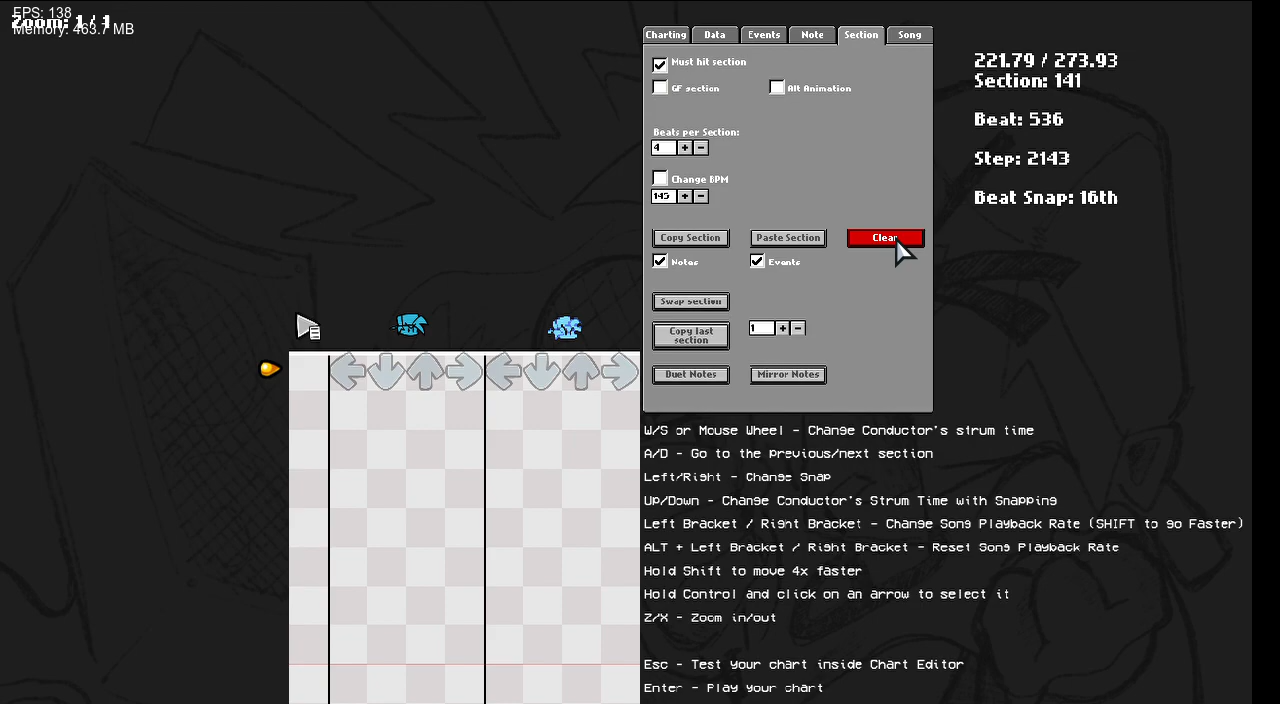 FPS: 138
Zoom: 1 / 1
Memory: 463.7 MB
Charting
Data
Events
Note
Section
Song
Must hit section
GF section
Alt Animation
Beats per Section:
4
+
-
Change BPM
145
+
-
Copy Section
Paste Section
Clear
Notes
Events
Swap section
Copy last
section
1
+
-
Duet Notes
Mirror Notes
221.79 / 273.93
Section: 141
Beat: 536
Step: 2143
Beat Snap: 16th
W/S or Mouse Wheel - Change Conductor's strum time
A/D - Go to the previous/next section
Left/Right - Change Snap
Up/Down - Change Conductor's Strum Time with Snapping
Left Bracket / Right Bracket - Change Song Playback Rate (SHIFT to go Faster)
ALT + Left Bracket / Right Bracket - Reset Song Playback Rate
Hold Shift to move 4x faster
Hold Control and click on an arrow to select it
Z/X - Zoom in/out
Esc - Test your chart inside Chart Editor
Enter - Play your chart